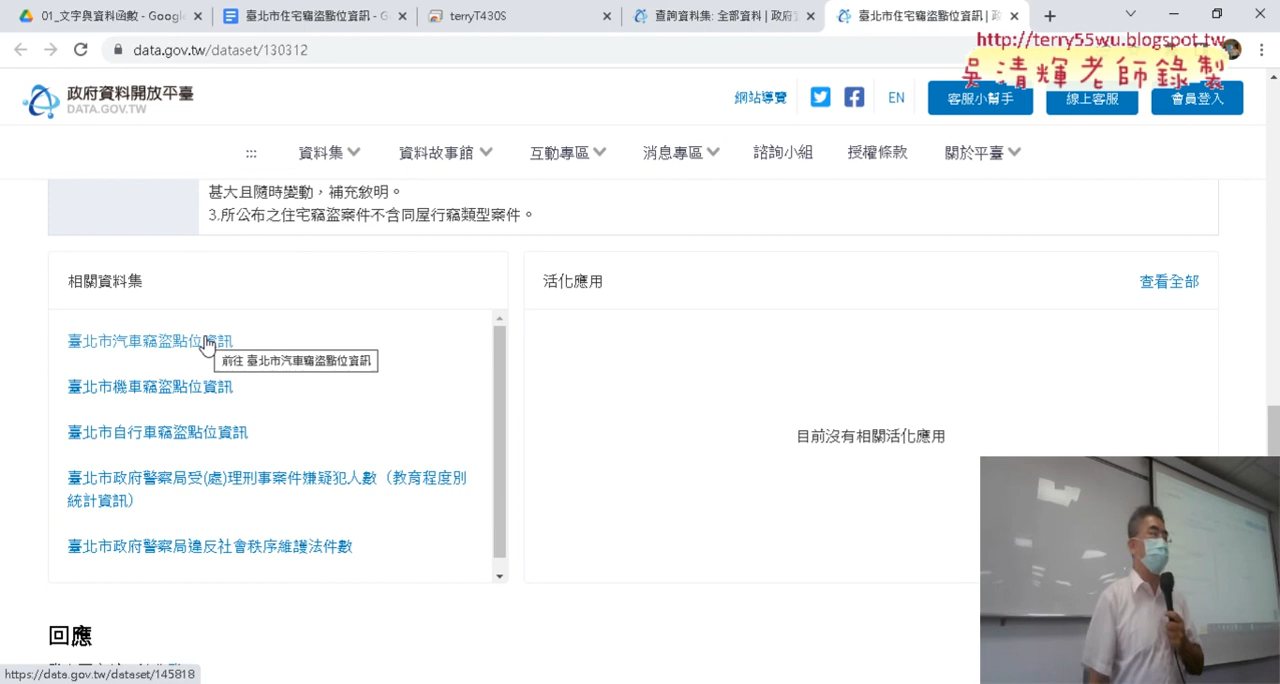 01_文字與資料函數 - Google
臺北市住宅竊盜點位資訊 - G
terryT430S
查詢資料集: 全部資料 | 政府
臺北市住宅竊盜點位資訊 | 政
data.gov.tw/dataset/130312
http://terry55wu.blogspot.tw
吳清輝老師錄製
政府資料開放平臺
DATA.GOV.TW
網站導覽
EN
客服小幫手
線上客服
會員登入
:::
資料集
資料故事館
互動專區
消息專區
諮詢小組
授權條款
關於平臺
甚大且隨時變動，補充敘明。
3.所公布之住宅竊盜案件不含同屋行竊類型案件。
相關資料集
活化應用
查看全部
臺北市汽車竊盜點位資訊
前往 臺北市汽車竊盜點位資訊
臺北市機車竊盜點位資訊
臺北市自行車竊盜點位資訊
臺北市政府警察局受(處)理刑事案件嫌疑犯人數（教育程度別
統計資訊）
臺北市政府警察局違反社會秩序維護法件數
目前沒有相關活化應用
回應
https://data.gov.tw/dataset/145818